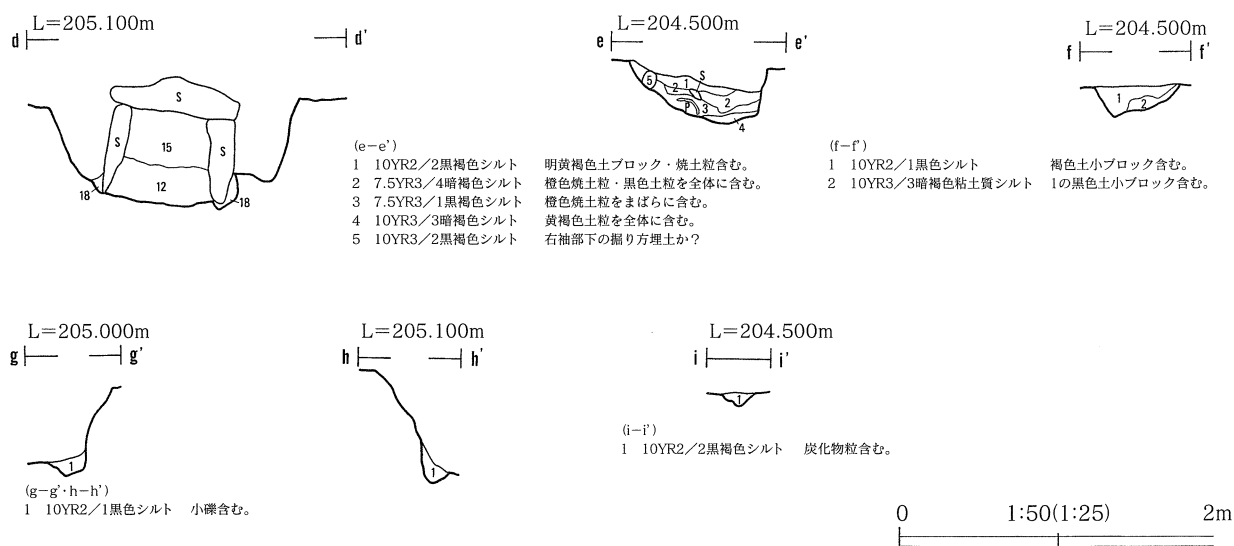 L=205.100m
d d'
S
S 15 S
12
18 18
L=204.500m
e e'
5 2 1 S
2
P 3
4
(e-e')
1 10YR2/2黒褐色シルト 明黄褐色土ブロック・焼土粒含む。
2 7.5YR3/4暗褐色シルト 橙色焼土粒・黒色土粒を全体に含む。
3 7.5YR3/1黒褐色シルト 橙色焼土粒をまばらに含む。
4 10YR3/3暗褐色シルト 黄褐色土粒を全体に含む。
5 10YR3/2黒褐色シルト 右袖部下の掘り方埋土か?
L=204.500m
f f'
1 2
(f-f')
1 10YR2/1黒色シルト 褐色土小ブロック含む。
2 10YR3/3暗褐色粘土質シルト 1の黒色土小ブロック含む。
L=205.000m
g g'
1
(g-g'・h-h')
1 10YR2/1黒色シルト 小礫含む。
L=205.100m
h h'
1
L=204.500m
i i'
1
(i-i')
1 10YR2/2黒褐色シルト 炭化物粒含む。
0 1:50(1:25) 2m